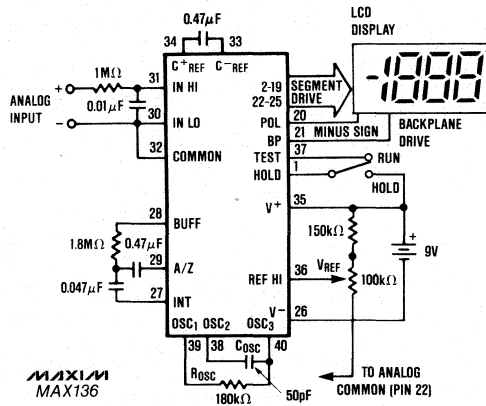 0.47µF
34 33
LCD
DISPLAY
C+REF C-REF
-1888
1MΩ
31
IN HI
+
ANALOG
INPUT
0.01µF
2-19
22-25
SEGMENT
DRIVE
30
IN LO
-
POL
20
MINUS SIGN
BACKPLANE
DRIVE
BP
21
32
COMMON
TEST
37
RUN
HOLD
1
HOLD
V+
35
28
BUFF
150kΩ
+
9V
1.8MΩ
0.47µF
29
A/Z
REF HI
36
VREF
100kΩ
0.047µF
27
INT
V-
26
OSC1 OSC2 OSC3
39 38 40
COSC
ROSC
50pF
180kΩ
TO ANALOG
COMMON (PIN 22)
MAXIM
MAX136